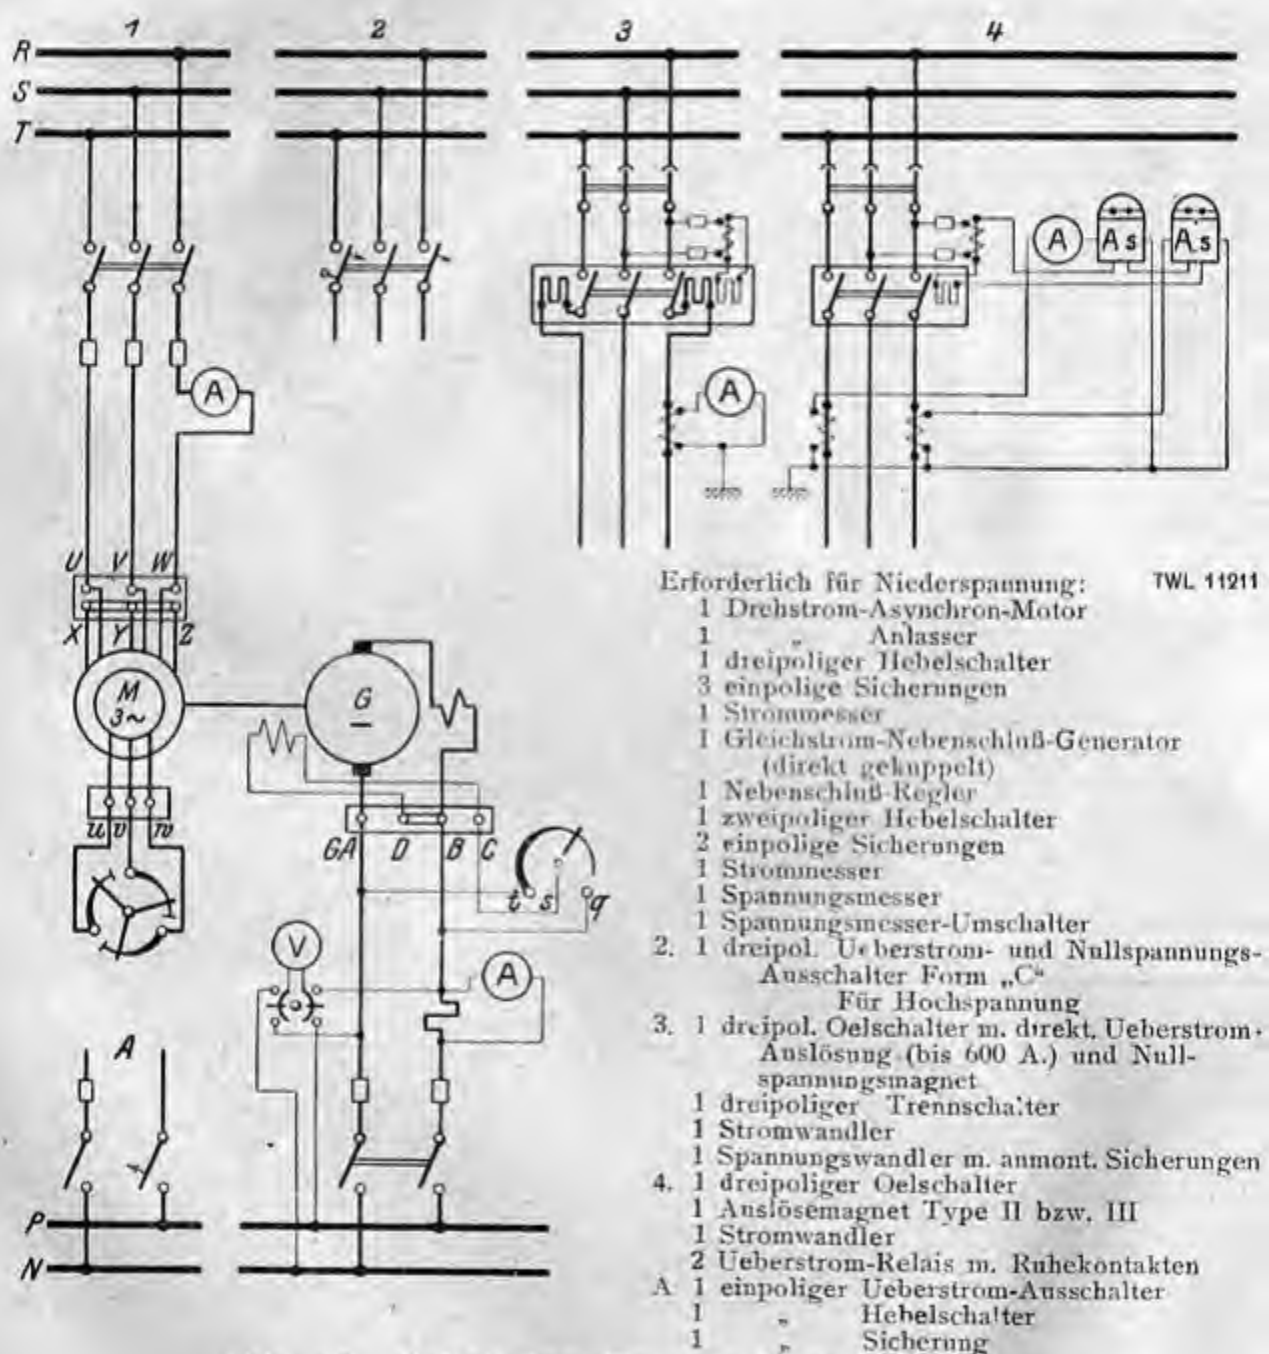 1 2 3 4
R
S
T
A
A
A s
A s
A
U V W
X Y Z
M
3~
G
u v w
GA D B C
t s q
V
A
A
P
N
Erforderlich für Niederspannung: TWL 11211
1 Drehstrom-Asynchron-Motor
1 „ Anlasser
1 dreipoliger Hebelschalter
3 einpolige Sicherungen
1 Strommesser
1 Gleichstrom-Nebenschluß-Generator
(direkt gekuppelt)
1 Nebenschluß-Regler
1 zweipoliger Hebelschalter
2 einpolige Sicherungen
1 Strommesser
1 Spannungsmesser
1 Spannungsmesser-Umschalter
2. 1 dreipol. Ueberstrom- und Nullspannungs-
Ausschalter Form „C“
Für Hochspannung
3. 1 dreipol. Oelschalter m. direkt. Ueberstrom-
Auslösung (bis 600 A.) und Null-
spannungsmagnet
1 dreipoliger Trennschalter
1 Stromwandler
1 Spannungswandler m. anmont. Sicherungen
4. 1 dreipoliger Oelschalter
1 Auslösemagnet Type II bzw. III
1 Stromwandler
2 Ueberstrom-Relais m. Ruhekontakten
A 1 einpoliger Ueberstrom-Ausschalter
1 „ Hebelschalter
1 „ Sicherung